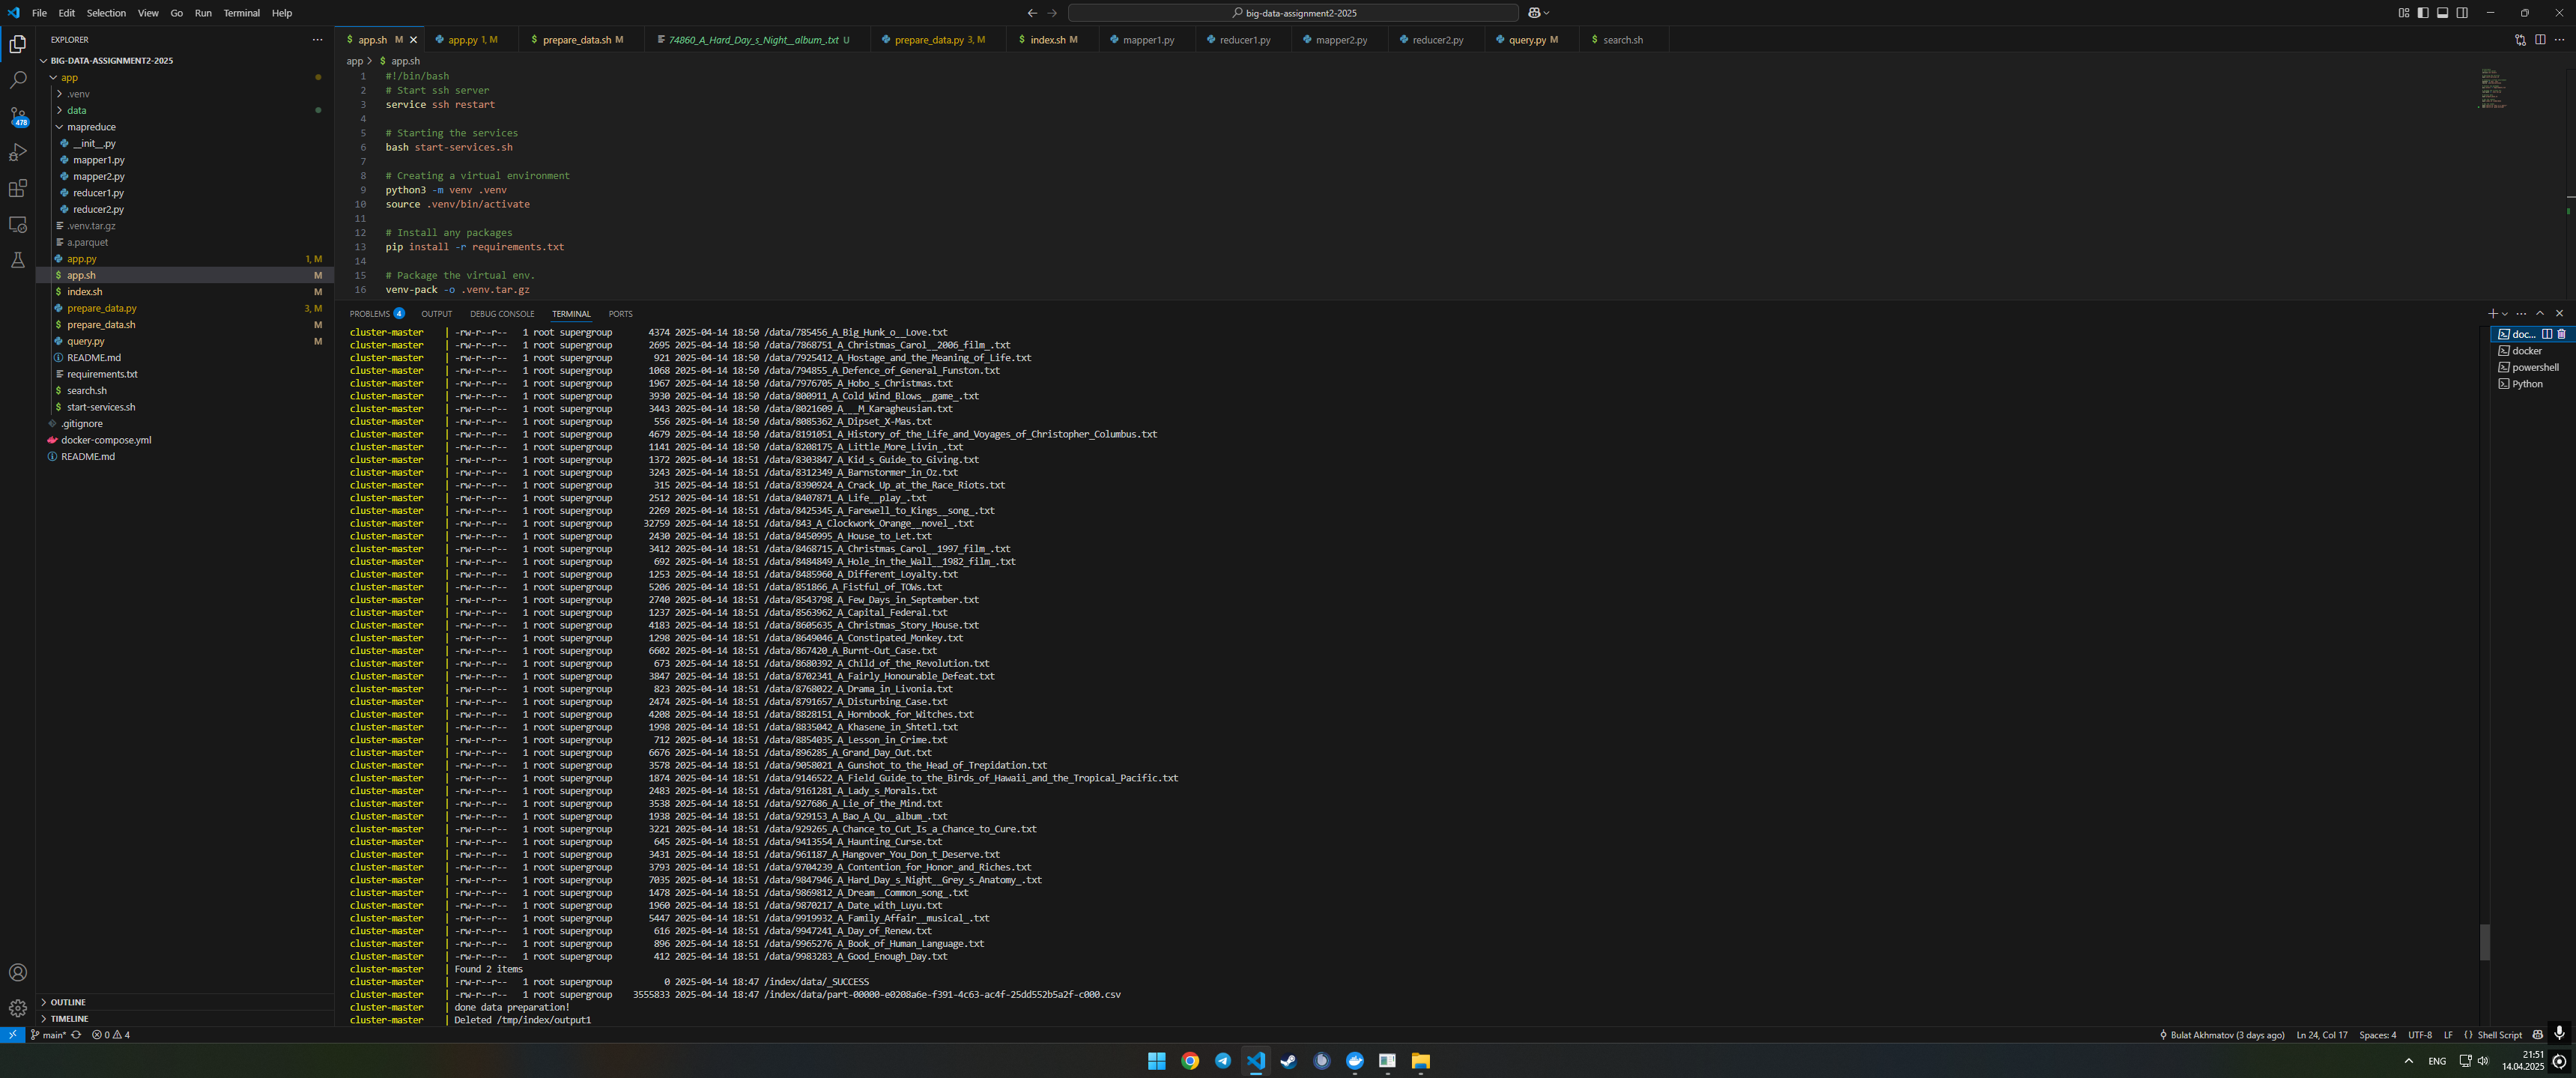 File Edit Selection View Go Run Terminal Help
big-data-assignment2-2025
EXPLORER
BIG-DATA-ASSIGNMENT2-2025
app
.venv
data
mapreduce
__init__.py
mapper1.py
mapper2.py
reducer1.py
reducer2.py
.venv.tar.gz
a.parquet
app.py 1, M
app.sh M
index.sh M
prepare_data.py 3, M
prepare_data.sh M
query.py M
README.md
requirements.txt
search.sh
start-services.sh
.gitignore
docker-compose.yml
README.md
OUTLINE
TIMELINE
478
app.sh M app.py 1, M prepare_data.sh M 74860_A_Hard_Day_s_Night__album_.txt U prepare_data.py 3, M index.sh M mapper1.py reducer1.py mapper2.py reducer2.py query.py M search.sh
app > $ app.sh
1 #!/bin/bash
2 # Start ssh server
3 service ssh restart
4
5 # Starting the services
6 bash start-services.sh
7
8 # Creating a virtual environment
9 python3 -m venv .venv
10 source .venv/bin/activate
11
12 # Install any packages
13 pip install -r requirements.txt
14
15 # Package the virtual env.
16 venv-pack -o .venv.tar.gz
PROBLEMS 4 OUTPUT DEBUG CONSOLE TERMINAL PORTS
cluster-master | -rw-r--r-- 1 root supergroup 4374 2025-04-14 18:50 /data/785456_A_Big_Hunk_o__Love.txt
cluster-master | -rw-r--r-- 1 root supergroup 2695 2025-04-14 18:50 /data/7868751_A_Christmas_Carol__2006_film_.txt
cluster-master | -rw-r--r-- 1 root supergroup 921 2025-04-14 18:50 /data/7925412_A_Hostage_and_the_Meaning_of_Life.txt
cluster-master | -rw-r--r-- 1 root supergroup 1068 2025-04-14 18:50 /data/794855_A_Defence_of_General_Funston.txt
cluster-master | -rw-r--r-- 1 root supergroup 1967 2025-04-14 18:50 /data/7976705_A_Hobo_s_Christmas.txt
cluster-master | -rw-r--r-- 1 root supergroup 3930 2025-04-14 18:50 /data/800911_A_Cold_Wind_Blows__game_.txt
cluster-master | -rw-r--r-- 1 root supergroup 3443 2025-04-14 18:50 /data/8021609_A___M_Karagheusian.txt
cluster-master | -rw-r--r-- 1 root supergroup 556 2025-04-14 18:50 /data/8085362_A_Dipset_X-Mas.txt
cluster-master | -rw-r--r-- 1 root supergroup 4679 2025-04-14 18:50 /data/8191051_A_History_of_the_Life_and_Voyages_of_Christopher_Columbus.txt
cluster-master | -rw-r--r-- 1 root supergroup 1141 2025-04-14 18:50 /data/8208175_A_Little_More_Livin_.txt
cluster-master | -rw-r--r-- 1 root supergroup 1372 2025-04-14 18:51 /data/8303847_A_Kid_s_Guide_to_Giving.txt
cluster-master | -rw-r--r-- 1 root supergroup 3243 2025-04-14 18:51 /data/8312349_A_Barnstormer_in_Oz.txt
cluster-master | -rw-r--r-- 1 root supergroup 315 2025-04-14 18:51 /data/8390924_A_Crack_Up_at_the_Race_Riots.txt
cluster-master | -rw-r--r-- 1 root supergroup 2512 2025-04-14 18:51 /data/8407871_A_Life__play_.txt
cluster-master | -rw-r--r-- 1 root supergroup 2269 2025-04-14 18:51 /data/8425345_A_Farewell_to_Kings__song_.txt
cluster-master | -rw-r--r-- 1 root supergroup 32759 2025-04-14 18:51 /data/843_A_Clockwork_Orange__novel_.txt
cluster-master | -rw-r--r-- 1 root supergroup 2430 2025-04-14 18:51 /data/8450995_A_House_to_Let.txt
cluster-master | -rw-r--r-- 1 root supergroup 3412 2025-04-14 18:51 /data/8468715_A_Christmas_Carol__1997_film_.txt
cluster-master | -rw-r--r-- 1 root supergroup 692 2025-04-14 18:51 /data/8484849_A_Hole_in_the_Wall__1982_film_.txt
cluster-master | -rw-r--r-- 1 root supergroup 1253 2025-04-14 18:51 /data/8485960_A_Different_Loyalty.txt
cluster-master | -rw-r--r-- 1 root supergroup 5206 2025-04-14 18:51 /data/851866_A_Fistful_of_TOWs.txt
cluster-master | -rw-r--r-- 1 root supergroup 2740 2025-04-14 18:51 /data/8543798_A_Few_Days_in_September.txt
cluster-master | -rw-r--r-- 1 root supergroup 1237 2025-04-14 18:51 /data/8563962_A_Capital_Federal.txt
cluster-master | -rw-r--r-- 1 root supergroup 4183 2025-04-14 18:51 /data/8605635_A_Christmas_Story_House.txt
cluster-master | -rw-r--r-- 1 root supergroup 1298 2025-04-14 18:51 /data/8649046_A_Constipated_Monkey.txt
cluster-master | -rw-r--r-- 1 root supergroup 6602 2025-04-14 18:51 /data/867420_A_Burnt-Out_Case.txt
cluster-master | -rw-r--r-- 1 root supergroup 673 2025-04-14 18:51 /data/8680392_A_Child_of_the_Revolution.txt
cluster-master | -rw-r--r-- 1 root supergroup 3847 2025-04-14 18:51 /data/8702341_A_Fairly_Honourable_Defeat.txt
cluster-master | -rw-r--r-- 1 root supergroup 823 2025-04-14 18:51 /data/8768022_A_Drama_in_Livonia.txt
cluster-master | -rw-r--r-- 1 root supergroup 2474 2025-04-14 18:51 /data/8791657_A_Disturbing_Case.txt
cluster-master | -rw-r--r-- 1 root supergroup 4208 2025-04-14 18:51 /data/8828151_A_Hornbook_for_Witches.txt
cluster-master | -rw-r--r-- 1 root supergroup 1998 2025-04-14 18:51 /data/8835042_A_Khasene_in_Shtetl.txt
cluster-master | -rw-r--r-- 1 root supergroup 712 2025-04-14 18:51 /data/8854035_A_Lesson_in_Crime.txt
cluster-master | -rw-r--r-- 1 root supergroup 6676 2025-04-14 18:51 /data/896285_A_Grand_Day_Out.txt
cluster-master | -rw-r--r-- 1 root supergroup 3578 2025-04-14 18:51 /data/9058021_A_Gunshot_to_the_Head_of_Trepidation.txt
cluster-master | -rw-r--r-- 1 root supergroup 1874 2025-04-14 18:51 /data/9146522_A_Field_Guide_to_the_Birds_of_Hawaii_and_the_Tropical_Pacific.txt
cluster-master | -rw-r--r-- 1 root supergroup 2483 2025-04-14 18:51 /data/9161281_A_Lady_s_Morals.txt
cluster-master | -rw-r--r-- 1 root supergroup 3538 2025-04-14 18:51 /data/927686_A_Lie_of_the_Mind.txt
cluster-master | -rw-r--r-- 1 root supergroup 1938 2025-04-14 18:51 /data/929153_A_Bao_A_Qu__album_.txt
cluster-master | -rw-r--r-- 1 root supergroup 3221 2025-04-14 18:51 /data/929265_A_Chance_to_Cut_Is_a_Chance_to_Cure.txt
cluster-master | -rw-r--r-- 1 root supergroup 645 2025-04-14 18:51 /data/9413554_A_Haunting_Curse.txt
cluster-master | -rw-r--r-- 1 root supergroup 3431 2025-04-14 18:51 /data/961187_A_Hangover_You_Don_t_Deserve.txt
cluster-master | -rw-r--r-- 1 root supergroup 3793 2025-04-14 18:51 /data/9704239_A_Contention_for_Honor_and_Riches.txt
cluster-master | -rw-r--r-- 1 root supergroup 7035 2025-04-14 18:51 /data/9847946_A_Hard_Day_s_Night__Grey_s_Anatomy_.txt
cluster-master | -rw-r--r-- 1 root supergroup 1478 2025-04-14 18:51 /data/9869812_A_Dream__Common_song_.txt
cluster-master | -rw-r--r-- 1 root supergroup 1960 2025-04-14 18:51 /data/9870217_A_Date_with_Luyu.txt
cluster-master | -rw-r--r-- 1 root supergroup 5447 2025-04-14 18:51 /data/9919932_A_Family_Affair__musical_.txt
cluster-master | -rw-r--r-- 1 root supergroup 616 2025-04-14 18:51 /data/9947241_A_Day_of_Renew.txt
cluster-master | -rw-r--r-- 1 root supergroup 896 2025-04-14 18:51 /data/9965276_A_Book_of_Human_Language.txt
cluster-master | -rw-r--r-- 1 root supergroup 412 2025-04-14 18:51 /data/9983283_A_Good_Enough_Day.txt
cluster-master | Found 2 items
cluster-master | -rw-r--r-- 1 root supergroup 0 2025-04-14 18:47 /index/data/_SUCCESS
cluster-master | -rw-r--r-- 1 root supergroup 3555833 2025-04-14 18:47 /index/data/part-00000-e0208a6e-f391-4c63-ac4f-25dd552b5a2f-c000.csv
cluster-master | done data preparation!
cluster-master | Deleted /tmp/index/output1
doc...
docker
powershell
Python
main* 0 4
Bulat Akhmatov (3 days ago) Ln 24, Col 17 Spaces: 4 UTF-8 LF Shell Script
ENG
21:51
14.04.2025